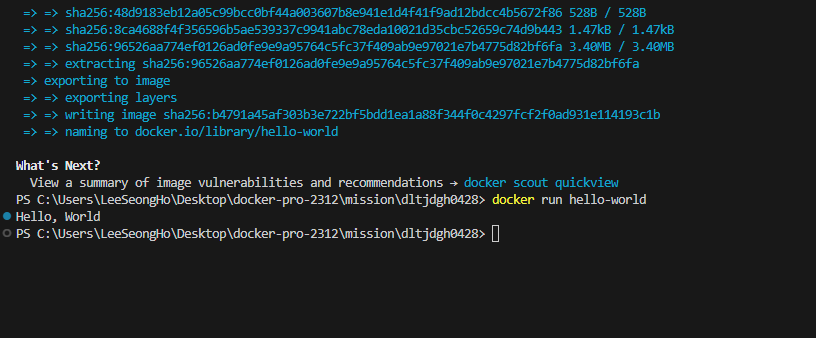 => => sha256:48d9183eb12a05c99bcc0bf44a003607b8e941e1d4f41f9ad12bdcc4b5672f86 528B / 528B
=> => sha256:8ca4688f4f356596b5ae539337c9941abc78eda10021d35cbc52659c74d9b443 1.47kB / 1.47kB
=> => sha256:96526aa774ef0126ad0fe9e9a95764c5fc37f409ab9e97021e7b4775d82bf6fa 3.40MB / 3.40MB
=> => extracting sha256:96526aa774ef0126ad0fe9e9a95764c5fc37f409ab9e97021e7b4775d82bf6fa
=> exporting to image
=> => exporting layers
=> => writing image sha256:b4791a45af303b3e722bf5bdd1ea1a88f344f0c4297fcf2f0ad931e114193c1b
=> => naming to docker.io/library/hello-world
What's Next?
View a summary of image vulnerabilities and recommendations → docker scout quickview
PS C:\Users\LeeSeongHo\Desktop\docker-pro-2312\mission\dltjdgh0428> docker run hello-world
Hello, World
PS C:\Users\LeeSeongHo\Desktop\docker-pro-2312\mission\dltjdgh0428>